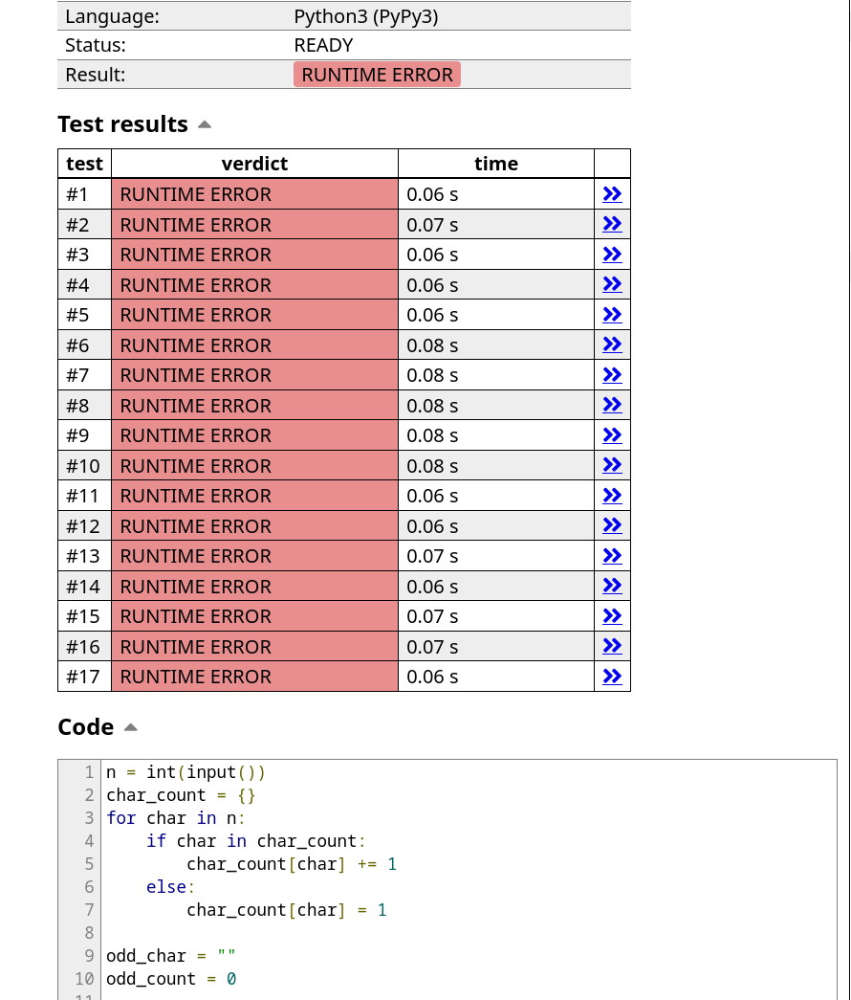 Language: Python3 (PyPy3)
Status: READY
Result: RUNTIME ERROR
Test results
test verdict time
#1 RUNTIME ERROR 0.06 s
#2 RUNTIME ERROR 0.07 s
#3 RUNTIME ERROR 0.06 s
#4 RUNTIME ERROR 0.06 s
#5 RUNTIME ERROR 0.06 s
#6 RUNTIME ERROR 0.08 s
#7 RUNTIME ERROR 0.08 s
#8 RUNTIME ERROR 0.08 s
#9 RUNTIME ERROR 0.08 s
#10 RUNTIME ERROR 0.08 s
#11 RUNTIME ERROR 0.06 s
#12 RUNTIME ERROR 0.06 s
#13 RUNTIME ERROR 0.07 s
#14 RUNTIME ERROR 0.06 s
#15 RUNTIME ERROR 0.07 s
#16 RUNTIME ERROR 0.07 s
#17 RUNTIME ERROR 0.06 s
Code
1 n = int(input())
2 char_count = {}
3 for char in n:
4     if char in char_count:
5         char_count[char] += 1
6     else:
7         char_count[char] = 1
8
9 odd_char = ""
10 odd_count = 0